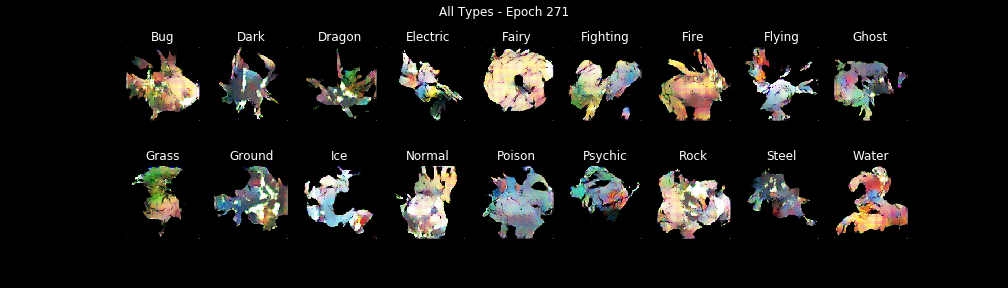 All Types - Epoch 271
Bug Dark Dragon Electric Fairy Fighting Fire Flying Ghost
Grass Ground Ice Normal Poison Psychic Rock Steel Water